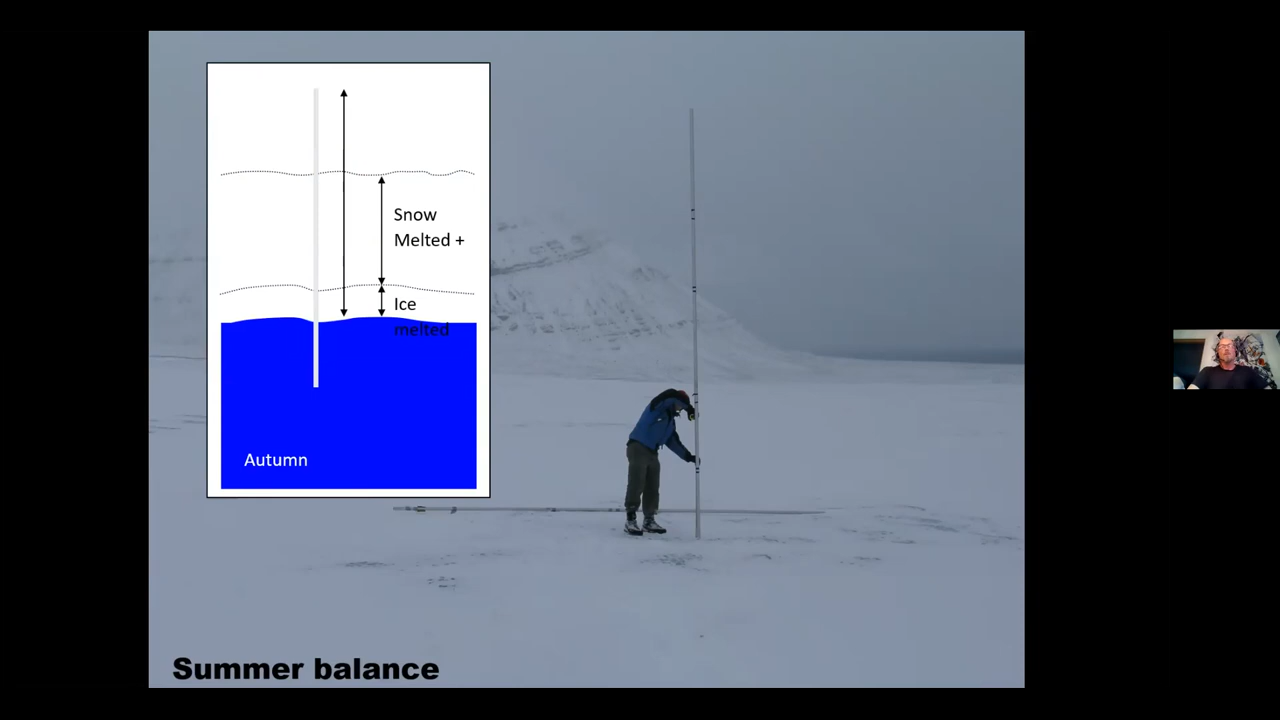 Snow
Melted +
Ice
melted
Autumn
Summer balance